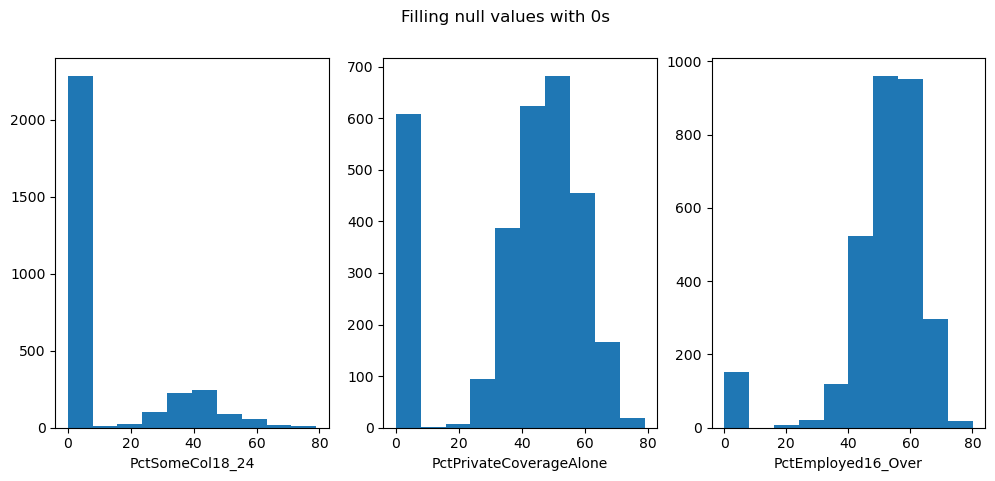 Filling null values with 0s
2000
1500
1000
500
0
0 20 40 60 80
PctSomeCol18_24
700
600
500
400
300
200
100
0
0 20 40 60 80
PctPrivateCoverageAlone
1000
800
600
400
200
0
0 20 40 60 80
PctEmployed16_Over